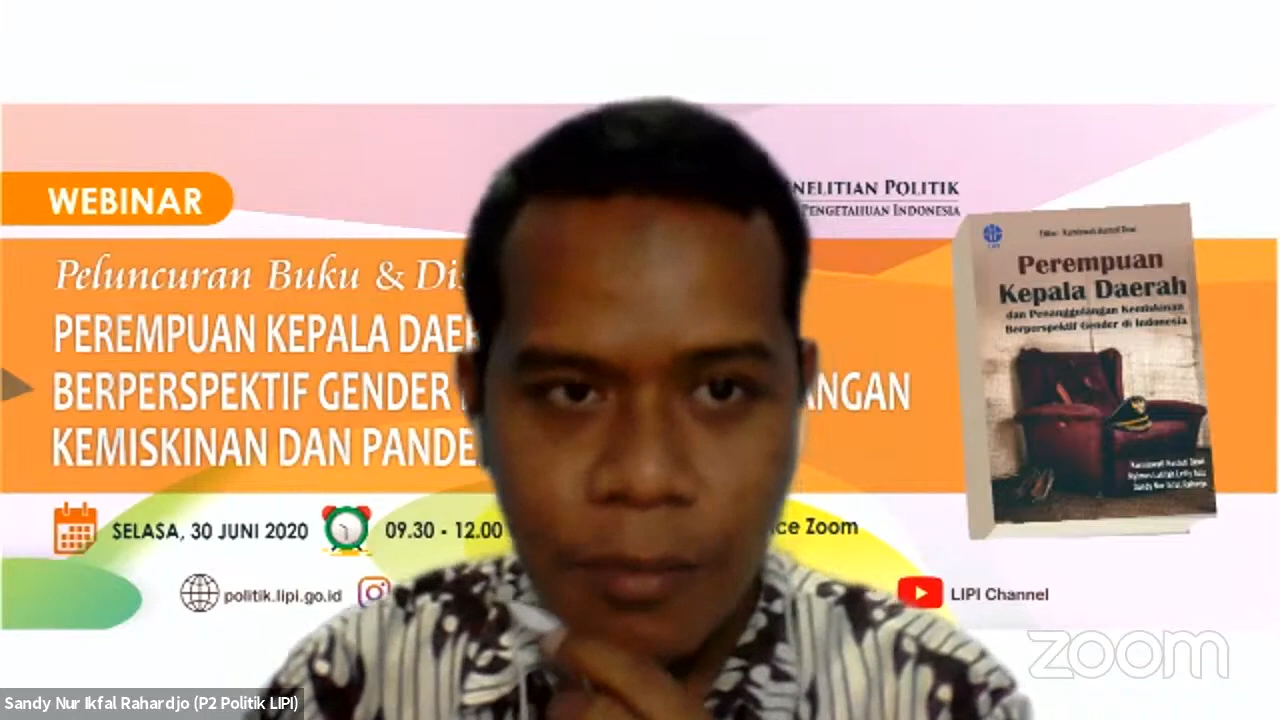 WEBINAR
NELITIAN POLITIK
PENGETAHUAN INDONESIA
Peluncuran Buku & Dis
PEREMPUAN KEPALA DAER
BERPERSPEKTIF GENDER
ANGAN
KEMISKINAN DAN PANDE
Perempuan
Kepala Daerah
dan Penanggulangan Kemiskinan
Berperspektif Gender di Indonesia
SELASA, 30 JUNI 2020
09.30 - 12.00
ce Zoom
politik.lipi.go.id
LIPI Channel
zoom
Sandy Nur Ikfal Rahardjo (P2 Politik LIPI)